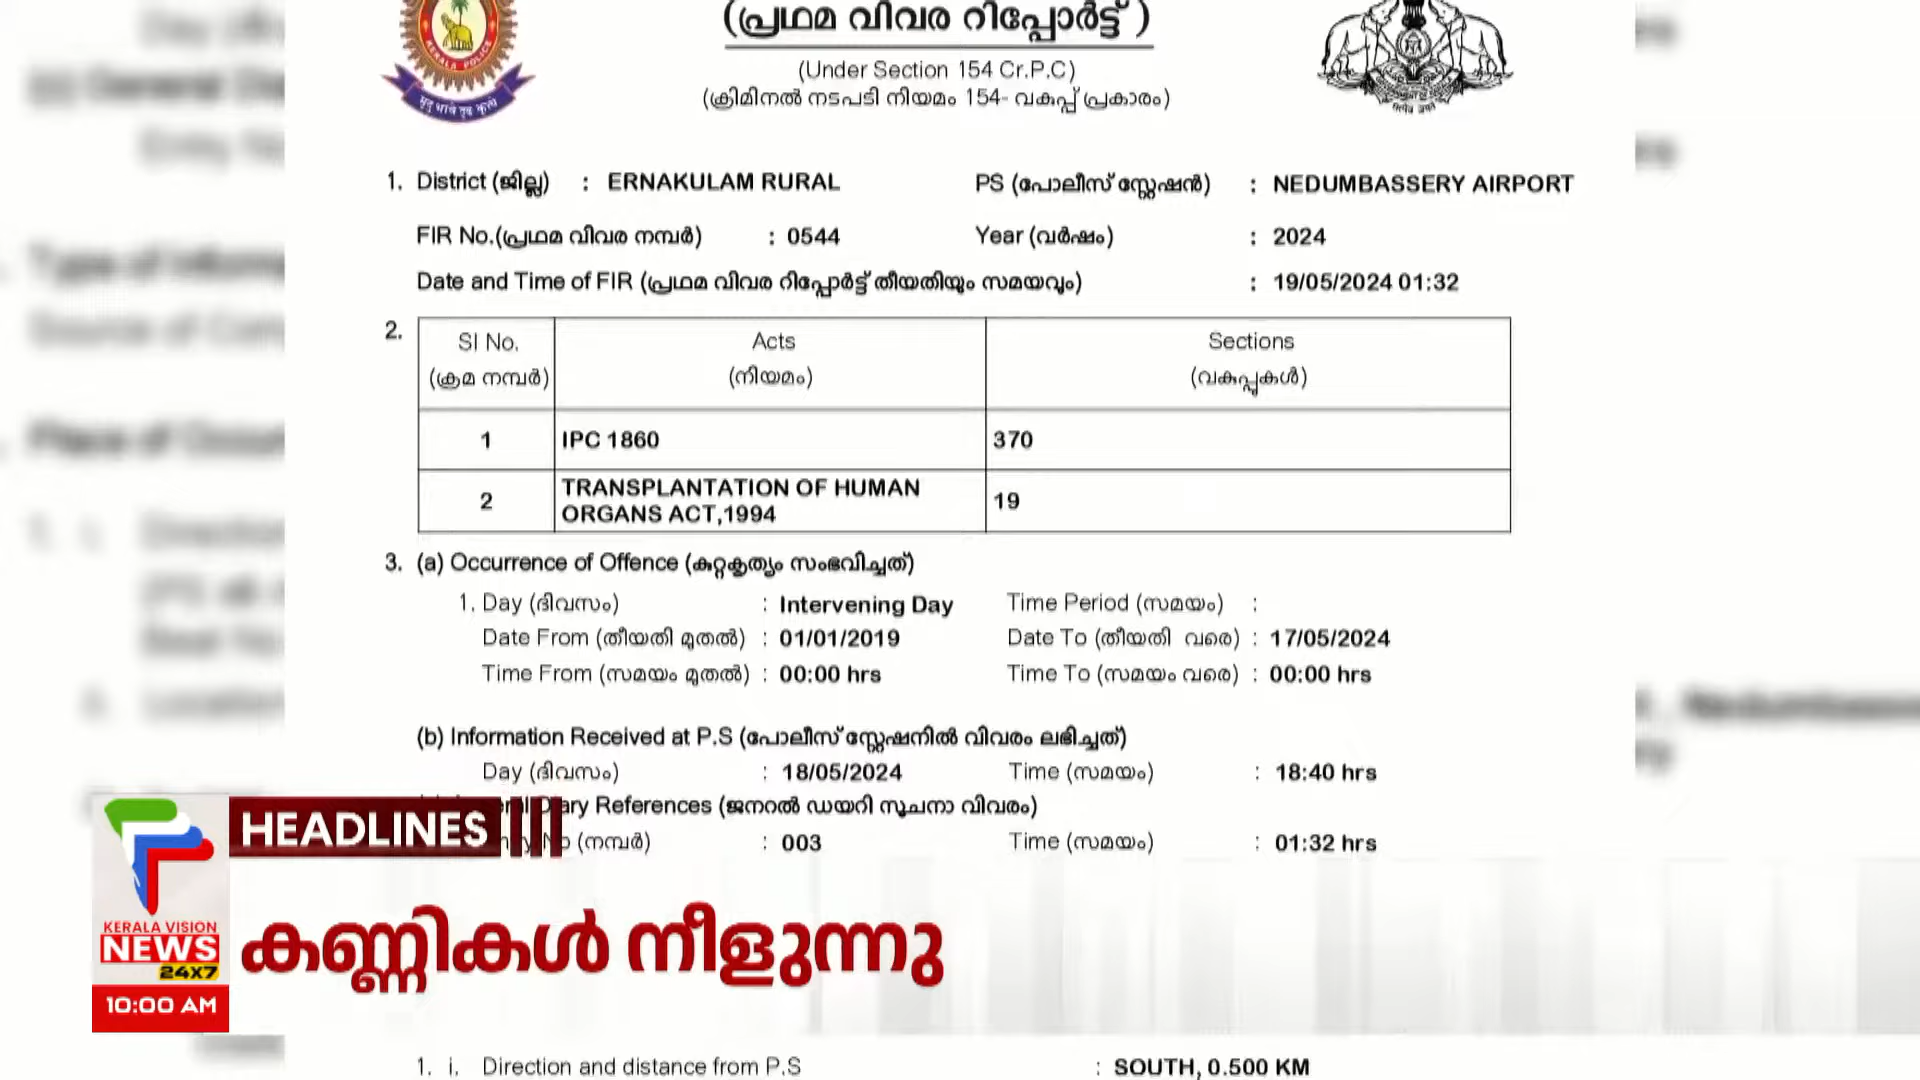 (പ്രഥമ വിവര റിപ്പോർട്ട് )
(Under Section 154 Cr.P.C)
(ക്രിമിനൽ നടപടി നിയമം 154- വകുപ്പ് പ്രകാരം)
KERALA POLICE
मृदु भावे दृढ़ कृत्ये
1. District (ജില്ല) : ERNAKULAM RURAL PS (പോലീസ് സ്റ്റേഷൻ) : NEDUMBASSERY AIRPORT
FIR No.(പ്രഥമ വിവര നമ്പർ) : 0544 Year (വർഷം) : 2024
Date and Time of FIR (പ്രഥമ വിവര റിപ്പോർട്ട് തീയതിയും സമയവും) : 19/05/2024 01:32
2. Sl No. Acts Sections
(ക്രമ നമ്പർ) (നിയമം) (വകുപ്പുകൾ)
1 IPC 1860 370
2 TRANSPLANTATION OF HUMAN ORGANS ACT,1994 19
3. (a) Occurrence of Offence (കുറ്റകൃത്യം സംഭവിച്ചത്)
1. Day (ദിവസം) : Intervening Day Time Period (സമയം) :
Date From (തീയതി മുതൽ) : 01/01/2019 Date To (തീയതി വരെ) : 17/05/2024
Time From (സമയം മുതൽ) : 00:00 hrs Time To (സമയം വരെ) : 00:00 hrs
(b) Information Received at P.S (പോലീസ് സ്റ്റേഷനിൽ വിവരം ലഭിച്ചത്)
Day (ദിവസം) : 18/05/2024 Time (സമയം) : 18:40 hrs
References (ജനറൽ ഡയറി സൂചനാ വിവരം)
(നമ്പർ) : 003 Time (സമയം) : 01:32 hrs
HEADLINES
KERALA VISION
NEWS
24X7
10:00 AM
കണ്ണികൾ നീളുന്നു
1. i. Direction and distance from P.S : SOUTH, 0.500 KM